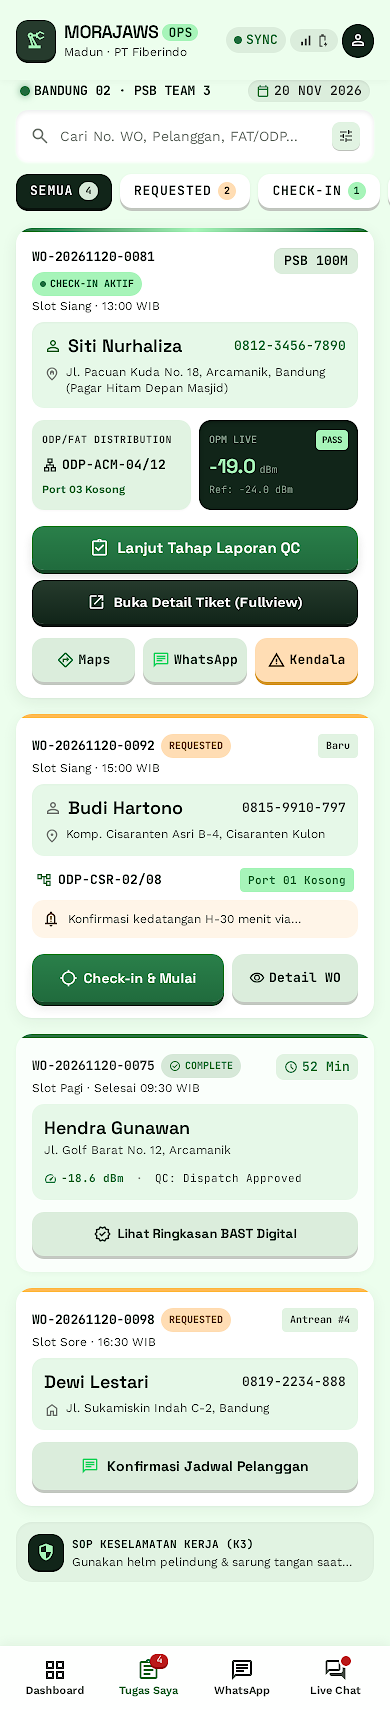 MORAJAWS OPS
Madun · PT Fiberindo
SYNC
BANDUNG 02 · PSB TEAM 3
20 NOV 2026
Cari No. WO, Pelanggan, FAT/ODP...
SEMUA 4
REQUESTED 2
CHECK-IN 1
WO-20261120-0081
PSB 100M
CHECK-IN AKTIF
Slot Siang · 13:00 WIB
Siti Nurhaliza
0812-3456-7890
Jl. Pacuan Kuda No. 18, Arcamanik, Bandung
(Pagar Hitam Depan Masjid)
ODP/FAT DISTRIBUTION
ODP-ACM-04/12
Port 03 Kosong
OPM LIVE
PASS
-19.0 dBm
Ref: -24.0 dBm
Lanjut Tahap Laporan QC
Buka Detail Tiket (Fullview)
Maps
WhatsApp
Kendala
WO-20261120-0092 REQUESTED
Baru
Slot Siang · 15:00 WIB
Budi Hartono
0815-9910-797
Komp. Cisaranten Asri B-4, Cisaranten Kulon
ODP-CSR-02/08
Port 01 Kosong
Konfirmasi kedatangan H-30 menit via...
Check-in & Mulai
Detail WO
WO-20261120-0075 COMPLETE
52 Min
Slot Pagi · Selesai 09:30 WIB
Hendra Gunawan
Jl. Golf Barat No. 12, Arcamanik
-18.6 dBm · QC: Dispatch Approved
Lihat Ringkasan BAST Digital
WO-20261120-0098 REQUESTED
Antrean #4
Slot Sore · 16:30 WIB
Dewi Lestari
0819-2234-888
Jl. Sukamiskin Indah C-2, Bandung
Konfirmasi Jadwal Pelanggan
SOP KESELAMATAN KERJA (K3)
Gunakan helm pelindung & sarung tangan saat...
4
Dashboard
Tugas Saya
WhatsApp
Live Chat